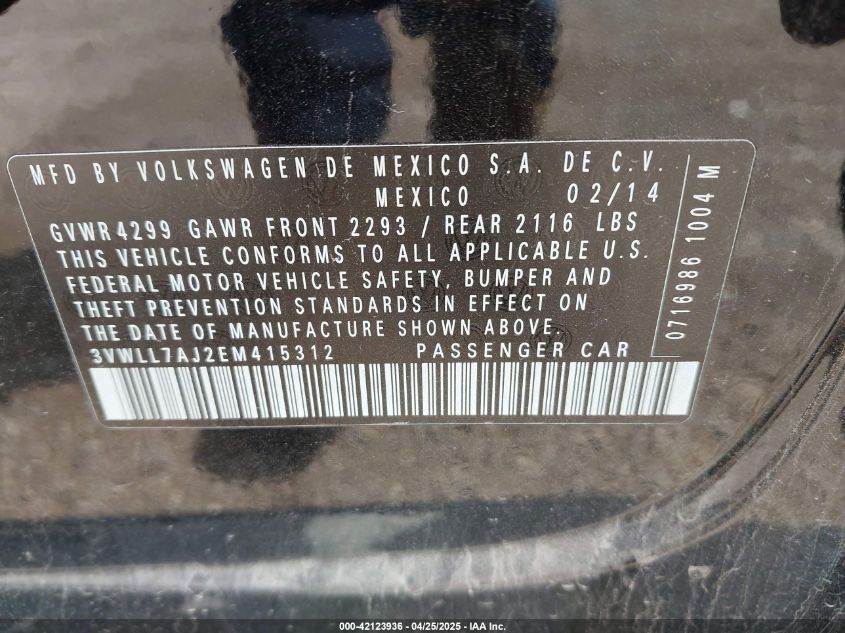 MFD BY VOLKSWAGEN DE MEXICO S.A. DE C.V.
MEXICO 02/14
GVWR4299 GAWR FRONT 2293 / REAR 2116 LBS
THIS VEHICLE CONFORMS TO ALL APPLICABLE U.S.
FEDERAL MOTOR VEHICLE SAFETY, BUMPER AND
THEFT PREVENTION STANDARDS IN EFFECT ON
THE DATE OF MANUFACTURE SHOWN ABOVE.
3VWLL7AJ2EM415312 PASSENGER CAR
0716986 1004 M
000-42123936 - 04/25/2025 - IAA Inc.